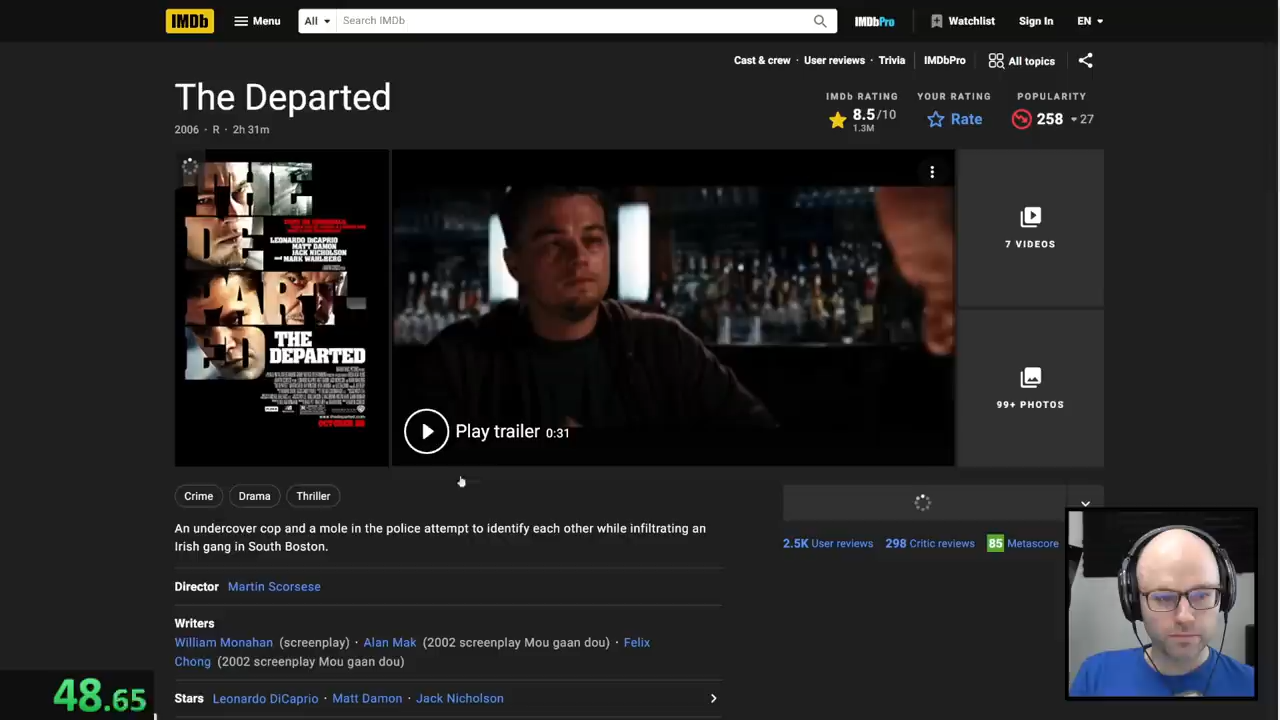 IMDb
Menu
All
Search IMDb
IMDbPro
Watchlist
Sign In
EN
Cast & crew · User reviews · Trivia
IMDbPro
All topics
The Departed
2006 · R · 2h 31m
IMDb RATING
8.5/10
1.3M
YOUR RATING
Rate
POPULARITY
258
27
THE
DE
PART
ED
LEONARDO DICAPRIO
MATT DAMON
JACK NICHOLSON
AND MARK WAHLBERG
THE
DEPARTED
Play trailer 0:31
7 VIDEOS
99+ PHOTOS
Crime
Drama
Thriller
An undercover cop and a mole in the police attempt to identify each other while infiltrating an
Irish gang in South Boston.
2.5K User reviews
298 Critic reviews
85 Metascore
Director Martin Scorsese
Writers
William Monahan (screenplay) · Alan Mak (2002 screenplay Mou gaan dou) · Felix
Chong (2002 screenplay Mou gaan dou)
Stars Leonardo DiCaprio · Matt Damon · Jack Nicholson
48.65